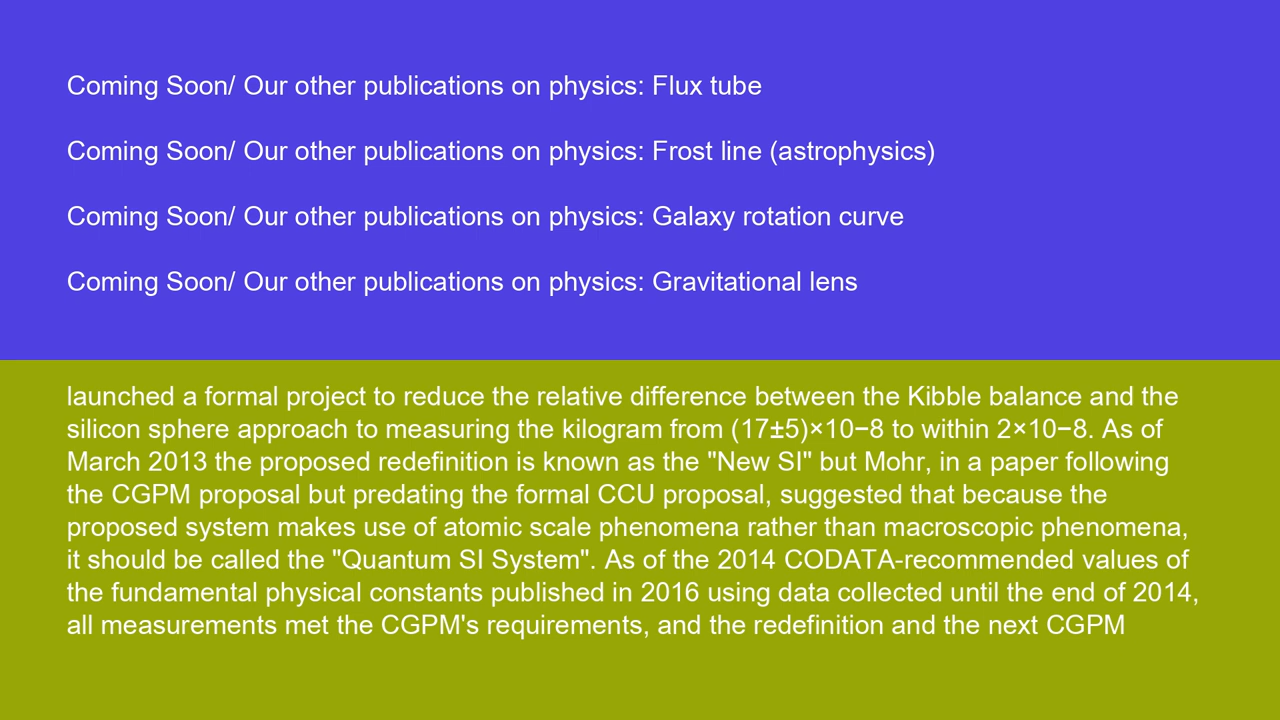 Coming Soon/ Our other publications on physics: Flux tube
Coming Soon/ Our other publications on physics: Frost line (astrophysics)
Coming Soon/ Our other publications on physics: Galaxy rotation curve
Coming Soon/ Our other publications on physics: Gravitational lens
launched a formal project to reduce the relative difference between the Kibble balance and the
silicon sphere approach to measuring the kilogram from (17±5)×10−8 to within 2×10−8. As of
March 2013 the proposed redefinition is known as the "New SI" but Mohr, in a paper following
the CGPM proposal but predating the formal CCU proposal, suggested that because the
proposed system makes use of atomic scale phenomena rather than macroscopic phenomena,
it should be called the "Quantum SI System". As of the 2014 CODATA-recommended values of
the fundamental physical constants published in 2016 using data collected until the end of 2014,
all measurements met the CGPM's requirements, and the redefinition and the next CGPM